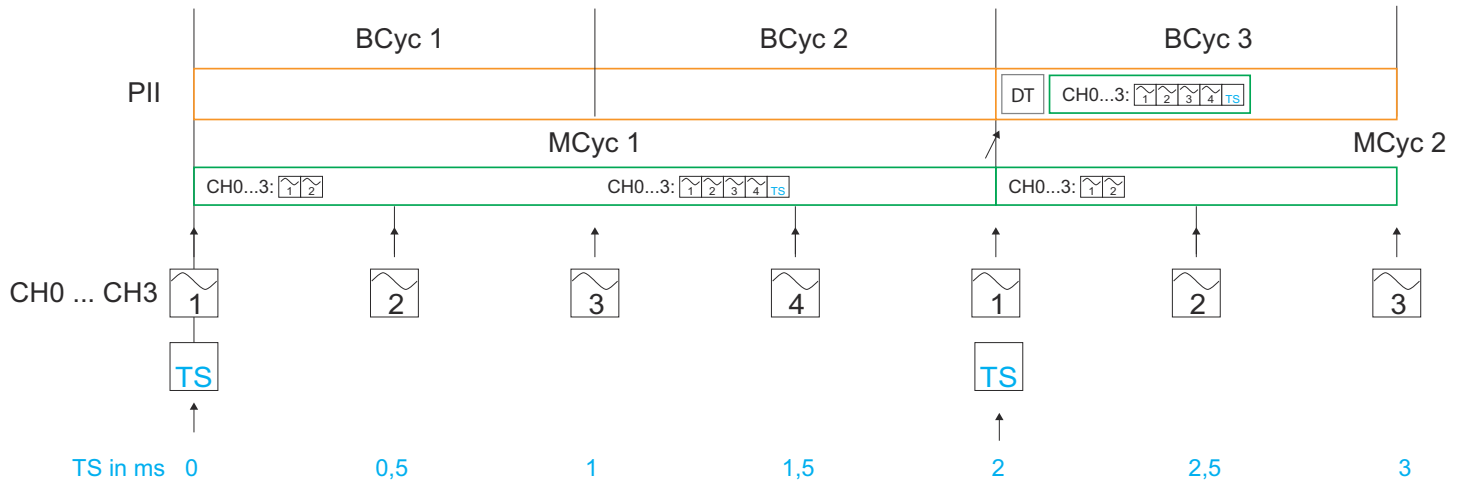 BCyc 1 BCyc 2 BCyc 3
PII DT CH0...3: 1 2 3 4 TS
MCyc 1 MCyc 2
CH0...3: 1 2 CH0...3: 1 2 3 4 TS CH0...3: 1 2
CH0 ... CH3 1 2 3 4 1 2 3
TS TS
TS in ms 0 0,5 1 1,5 2 2,5 3